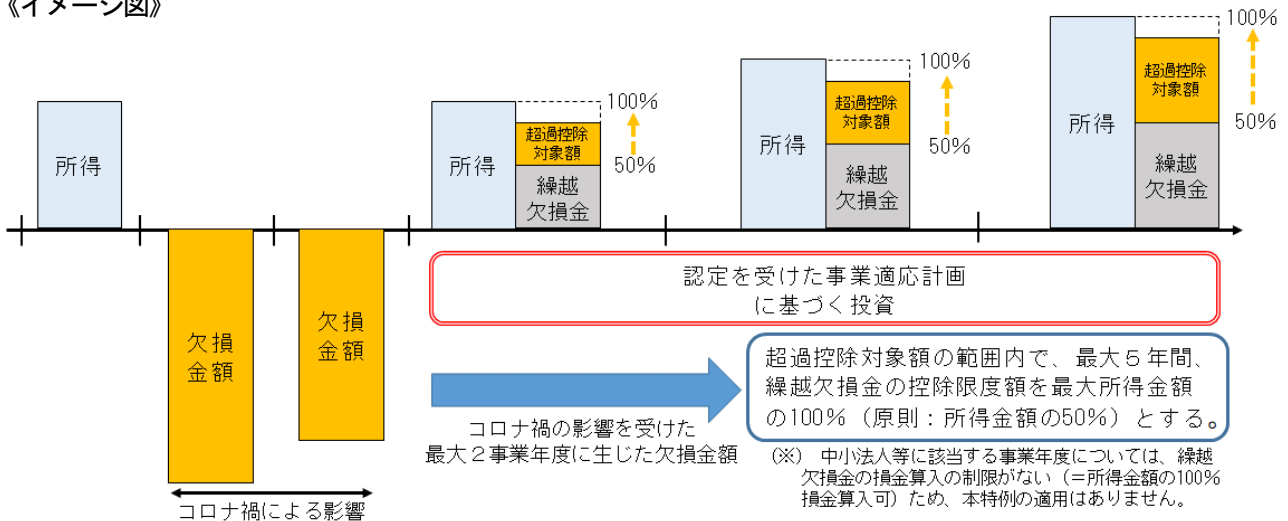 《イメージ図》
所得
欠損
金額
欠損
金額
コロナ禍による影響
所得
超過控除
対象額
繰越
欠損金
100%
50%
所得
超過控除
対象額
繰越
欠損金
100%
50%
所得
超過控除
対象額
繰越
欠損金
100%
50%
認定を受けた事業適応計画
に基づく投資
コロナ禍の影響を受けた
最大２事業年度に生じた欠損金額
超過控除対象額の範囲内で、最大５年間、
繰越欠損金の控除限度額を最大所得金額
の100%（原則：所得金額の50%）とする。
(※)　中小法人等に該当する事業年度については、繰越
欠損金の損金算入の制限がない（＝所得金額の100%
損金算入可）ため、本特例の適用はありません。